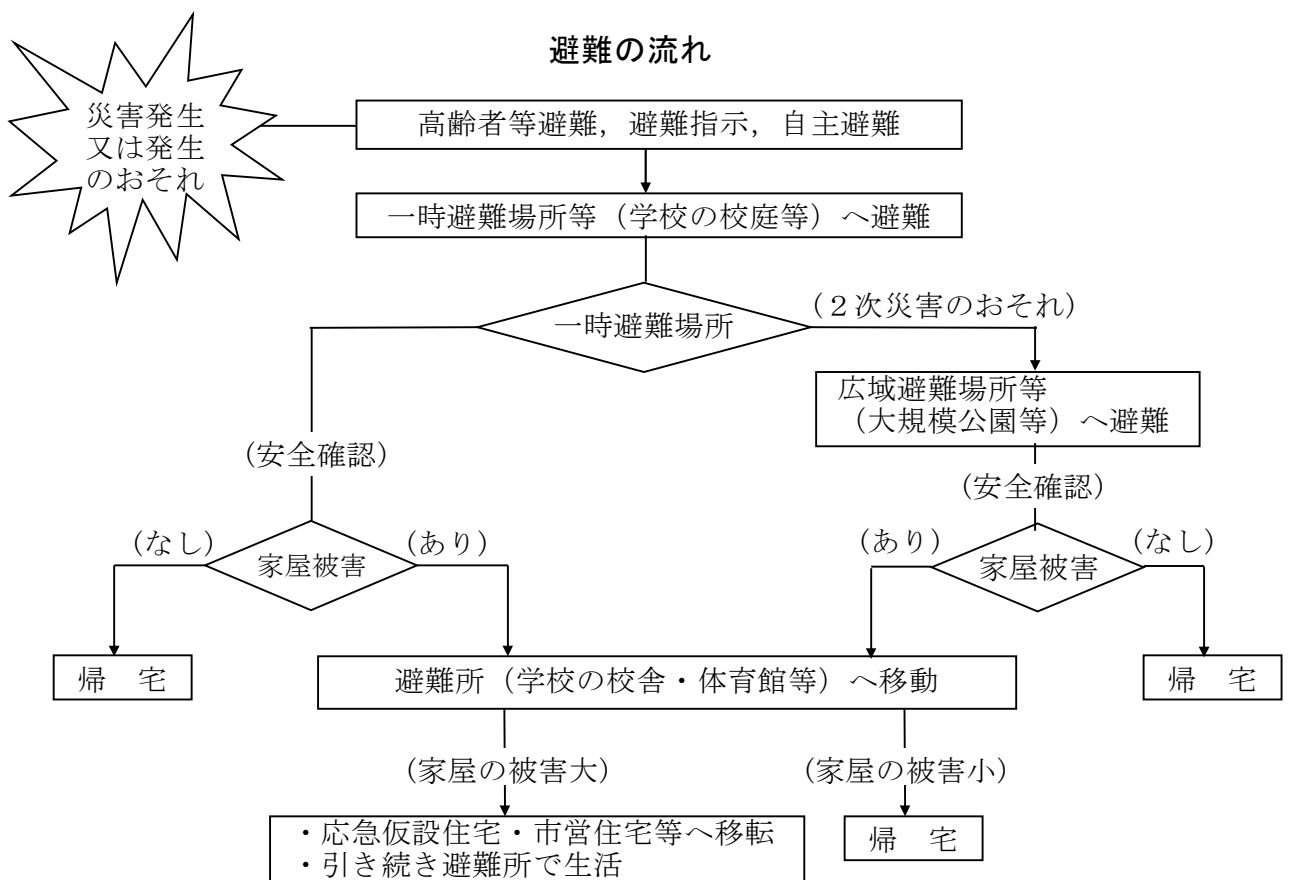 避難の流れ
災害発生
又は発生
のおそれ
高齢者等避難，避難指示，自主避難
一時避難場所等（学校の校庭等）へ避難
一時避難場所
（２次災害のおそれ）
広域避難場所等
（大規模公園等）へ避難
（安全確認）
（安全確認）
（なし）
家屋被害
（あり）
（あり）
家屋被害
（なし）
帰　宅
避難所（学校の校舎・体育館等）へ移動
帰　宅
（家屋の被害大）
（家屋の被害小）
・応急仮設住宅・市営住宅等へ移転
・引き続き避難所で生活
帰　宅